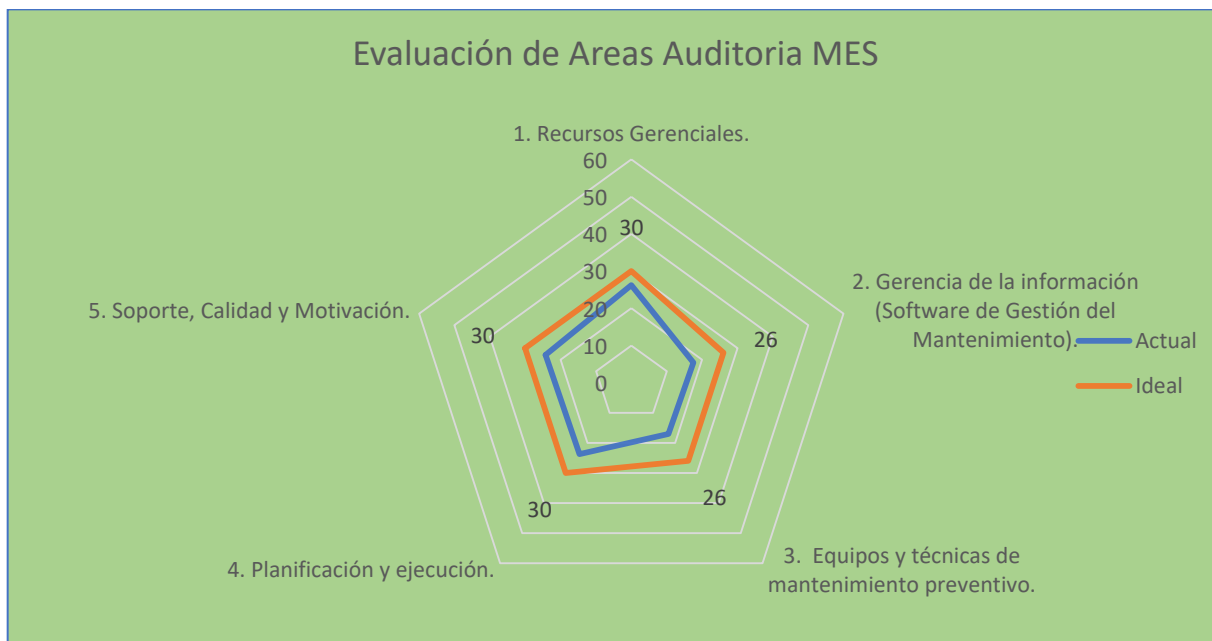 Evaluación de Areas Auditoria MES
1. Recursos Gerenciales.
60
50
40
30
20
10
0
30
2. Gerencia de la información
(Software de Gestión del
Mantenimiento).
26
Actual
Ideal
5. Soporte, Calidad y Motivación.
30
26
30
3.  Equipos y técnicas de
mantenimiento preventivo.
4. Planificación y ejecución.